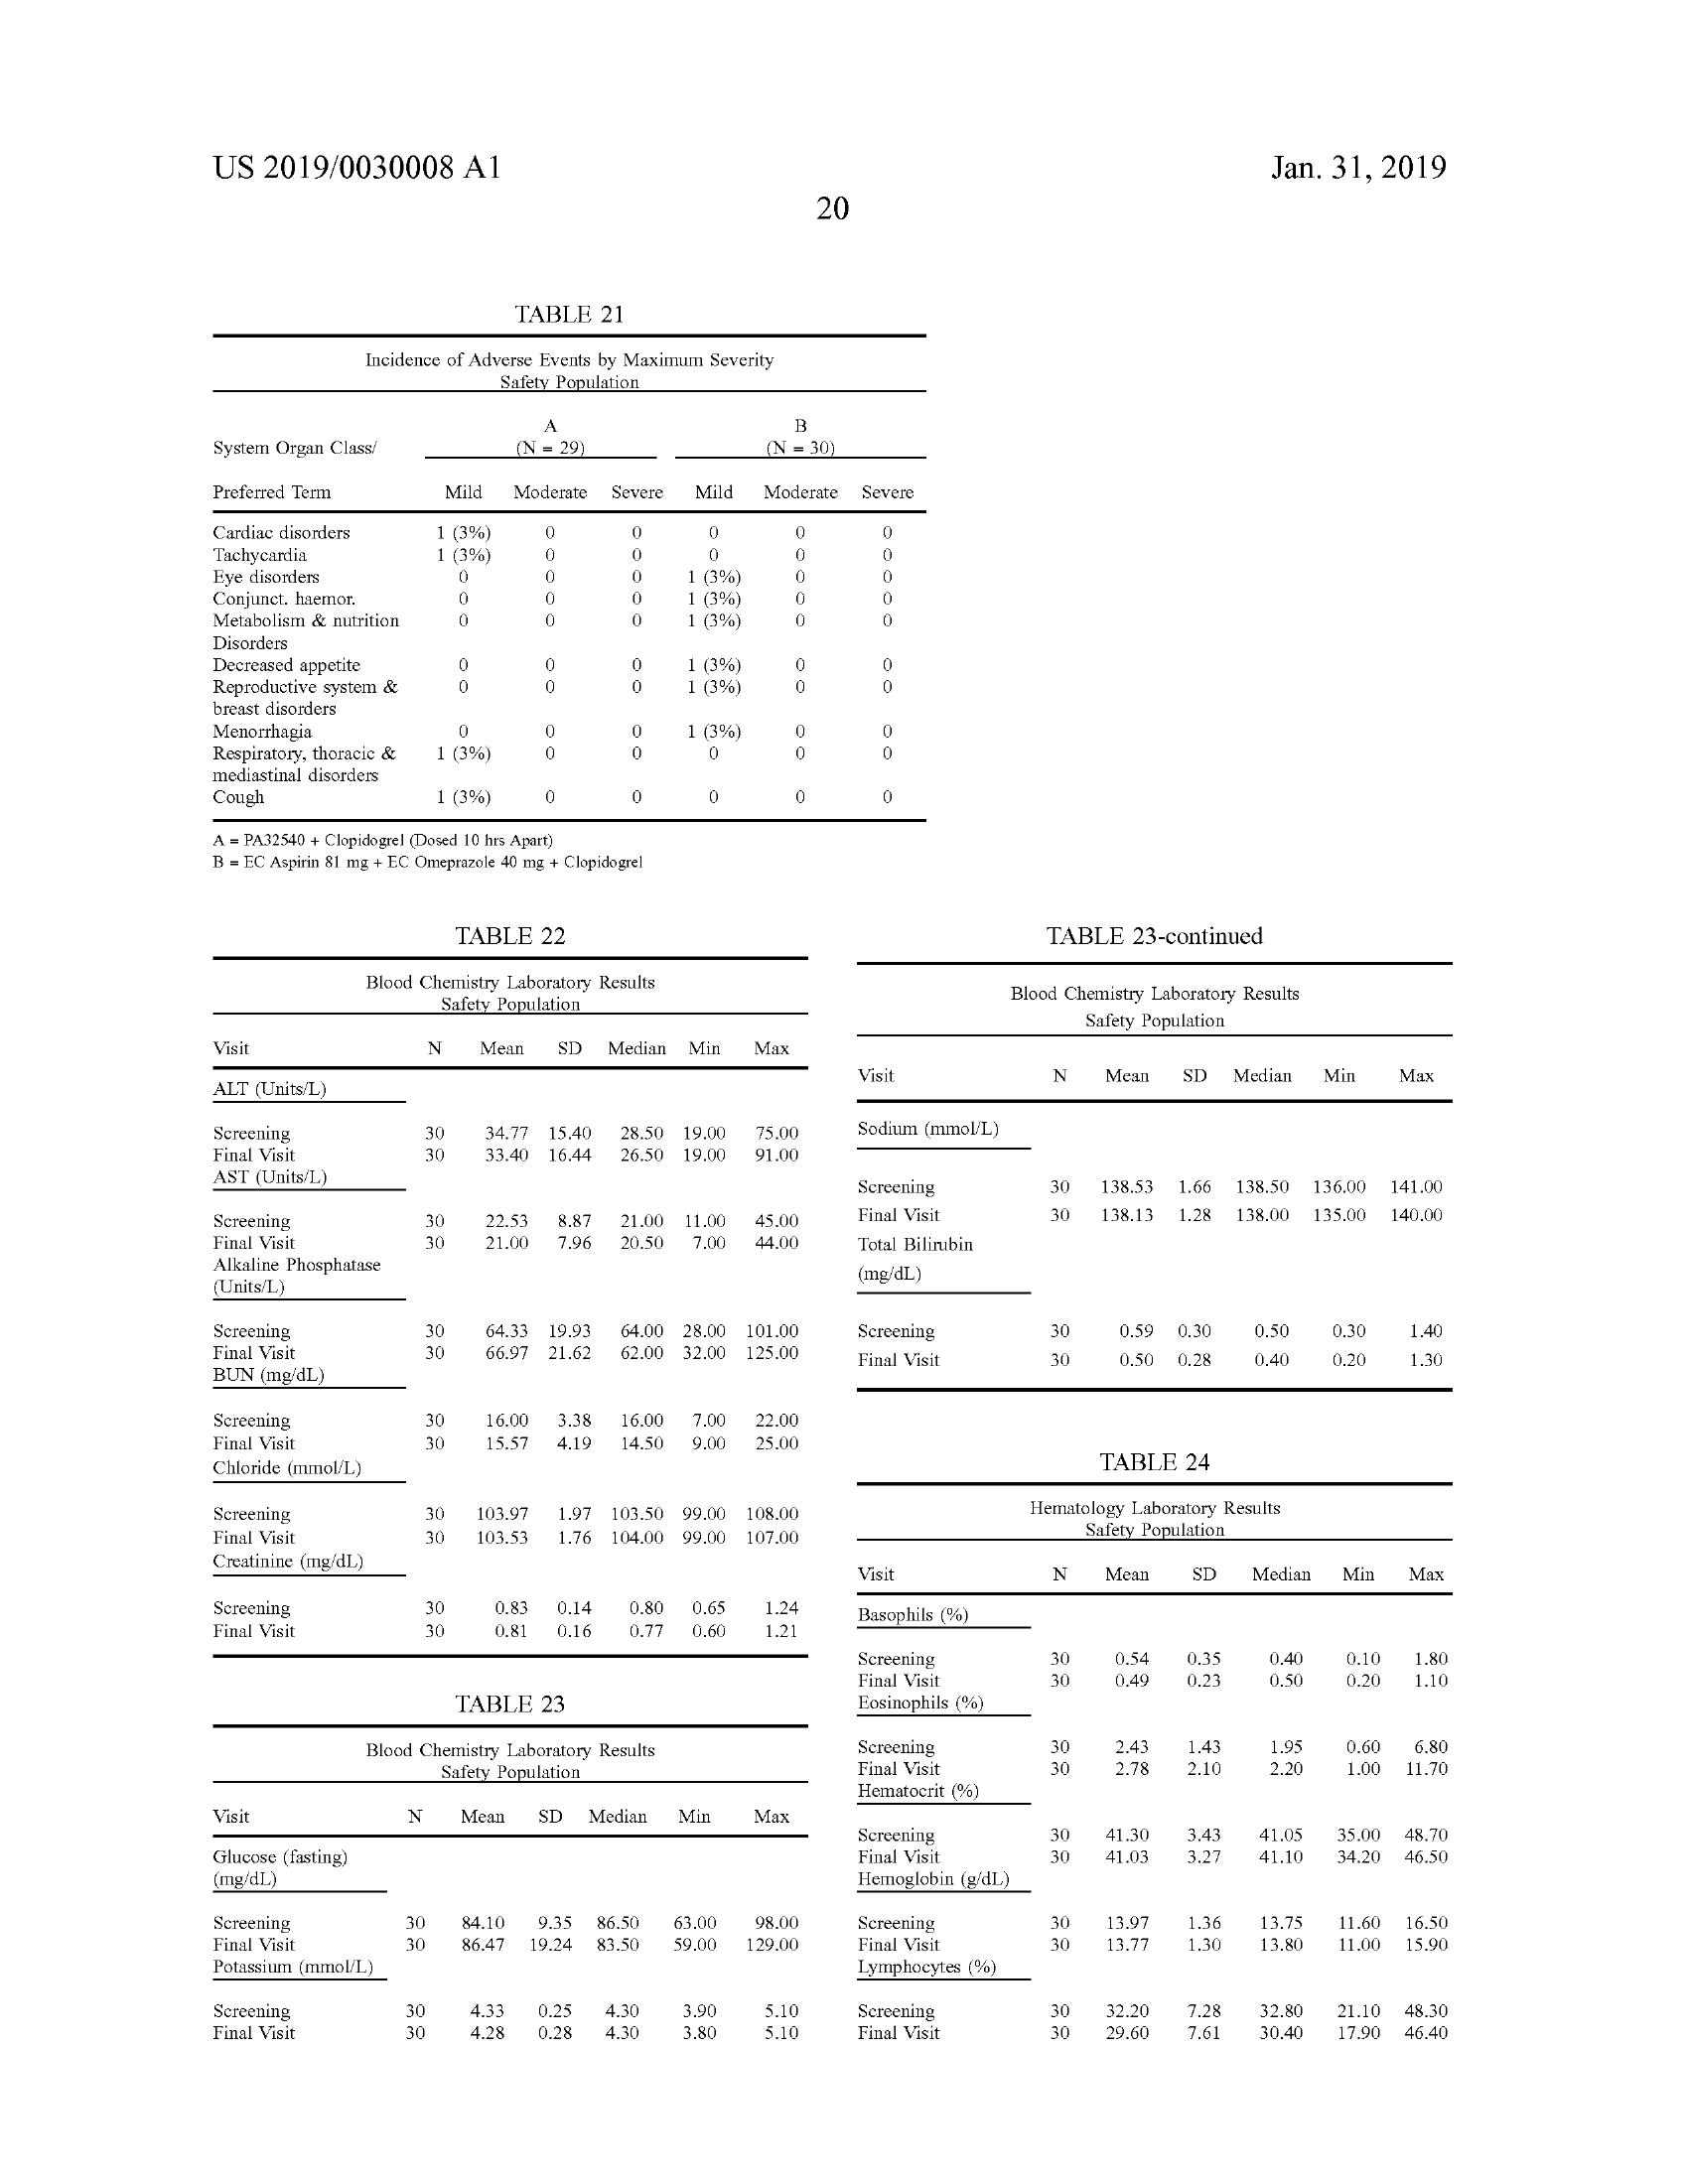 US 2019/0030008 A1
Jan. 31, 2019
20
TABLE 21
Incidence of Adverse Events by Maximum Severity
Safety Population
A B
System Organ Class/ (N = 29) (N = 30)
Preferred Term Mild Moderate Severe Mild Moderate Severe
Cardiac disorders 1 (3%) 0 0 0 0 0
Tachycardia 1 (3%) 0 0 0 0 0
Eye disorders 0 0 0 1 (3%) 0 0
Conjunct. haemor. 0 0 0 1 (3%) 0 0
Metabolism & nutrition 0 0 0 1 (3%) 0 0
Disorders
Decreased appetite 0 0 0 1 (3%) 0 0
Reproductive system & 0 0 0 1 (3%) 0 0
breast disorders
Menorrhagia 0 0 0 1 (3%) 0 0
Respiratory, thoracic & 1 (3%) 0 0 0 0 0
mediastinal disorders
Cough 1 (3%) 0 0 0 0 0
A = PA32540 + Clopidogrel (Dosed 10 hrs Apart)
B = EC Aspirin 81 mg + EC Omeprazole 40 mg + Clopidogrel
TABLE 22
Blood Chemistry Laboratory Results
Safety Population
Visit N Mean SD Median Min Max
ALT (Units/L)
Screening 30 34.77 15.40 28.50 19.00 75.00
Final Visit 30 33.40 16.44 26.50 19.00 91.00
AST (Units/L)
Screening 30 22.53 8.87 21.00 11.00 45.00
Final Visit 30 21.00 7.96 20.50 7.00 44.00
Alkaline Phosphatase
(Units/L)
Screening 30 64.33 19.93 64.00 28.00 101.00
Final Visit 30 66.97 21.62 62.00 32.00 125.00
BUN (mg/dL)
Screening 30 16.00 3.38 16.00 7.00 22.00
Final Visit 30 15.57 4.19 14.50 9.00 25.00
Chloride (mmol/L)
Screening 30 103.97 1.97 103.50 99.00 108.00
Final Visit 30 103.53 1.76 104.00 99.00 107.00
Creatinine (mg/dL)
Screening 30 0.83 0.14 0.80 0.65 1.24
Final Visit 30 0.81 0.16 0.77 0.60 1.21
TABLE 23
Blood Chemistry Laboratory Results
Safety Population
Visit N Mean SD Median Min Max
Glucose (fasting)
(mg/dL)
Screening 30 84.10 9.35 86.50 63.00 98.00
Final Visit 30 86.47 19.24 83.50 59.00 129.00
Potassium (mmol/L)
Screening 30 4.33 0.25 4.30 3.90 5.10
Final Visit 30 4.28 0.28 4.30 3.80 5.10
TABLE 23-continued
Blood Chemistry Laboratory Results
Safety Population
Visit N Mean SD Median Min Max
Sodium (mmol/L)
Screening 30 138.53 1.66 138.50 136.00 141.00
Final Visit 30 138.13 1.28 138.00 135.00 140.00
Total Bilirubin
(mg/dL)
Screening 30 0.59 0.30 0.50 0.30 1.40
Final Visit 30 0.50 0.28 0.40 0.20 1.30
TABLE 24
Hematology Laboratory Results
Safety Population
Visit N Mean SD Median Min Max
Basophils (%)
Screening 30 0.54 0.35 0.40 0.10 1.80
Final Visit 30 0.49 0.23 0.50 0.20 1.10
Eosinophils (%)
Screening 30 2.43 1.43 1.95 0.60 6.80
Final Visit 30 2.78 2.10 2.20 1.00 11.70
Hematocrit (%)
Screening 30 41.30 3.43 41.05 35.00 48.70
Final Visit 30 41.03 3.27 41.10 34.20 46.50
Hemoglobin (g/dL)
Screening 30 13.97 1.36 13.75 11.60 16.50
Final Visit 30 13.77 1.30 13.80 11.00 15.90
Lymphocytes (%)
Screening 30 32.20 7.28 32.80 21.10 48.30
Final Visit 30 29.60 7.61 30.40 17.90 46.40